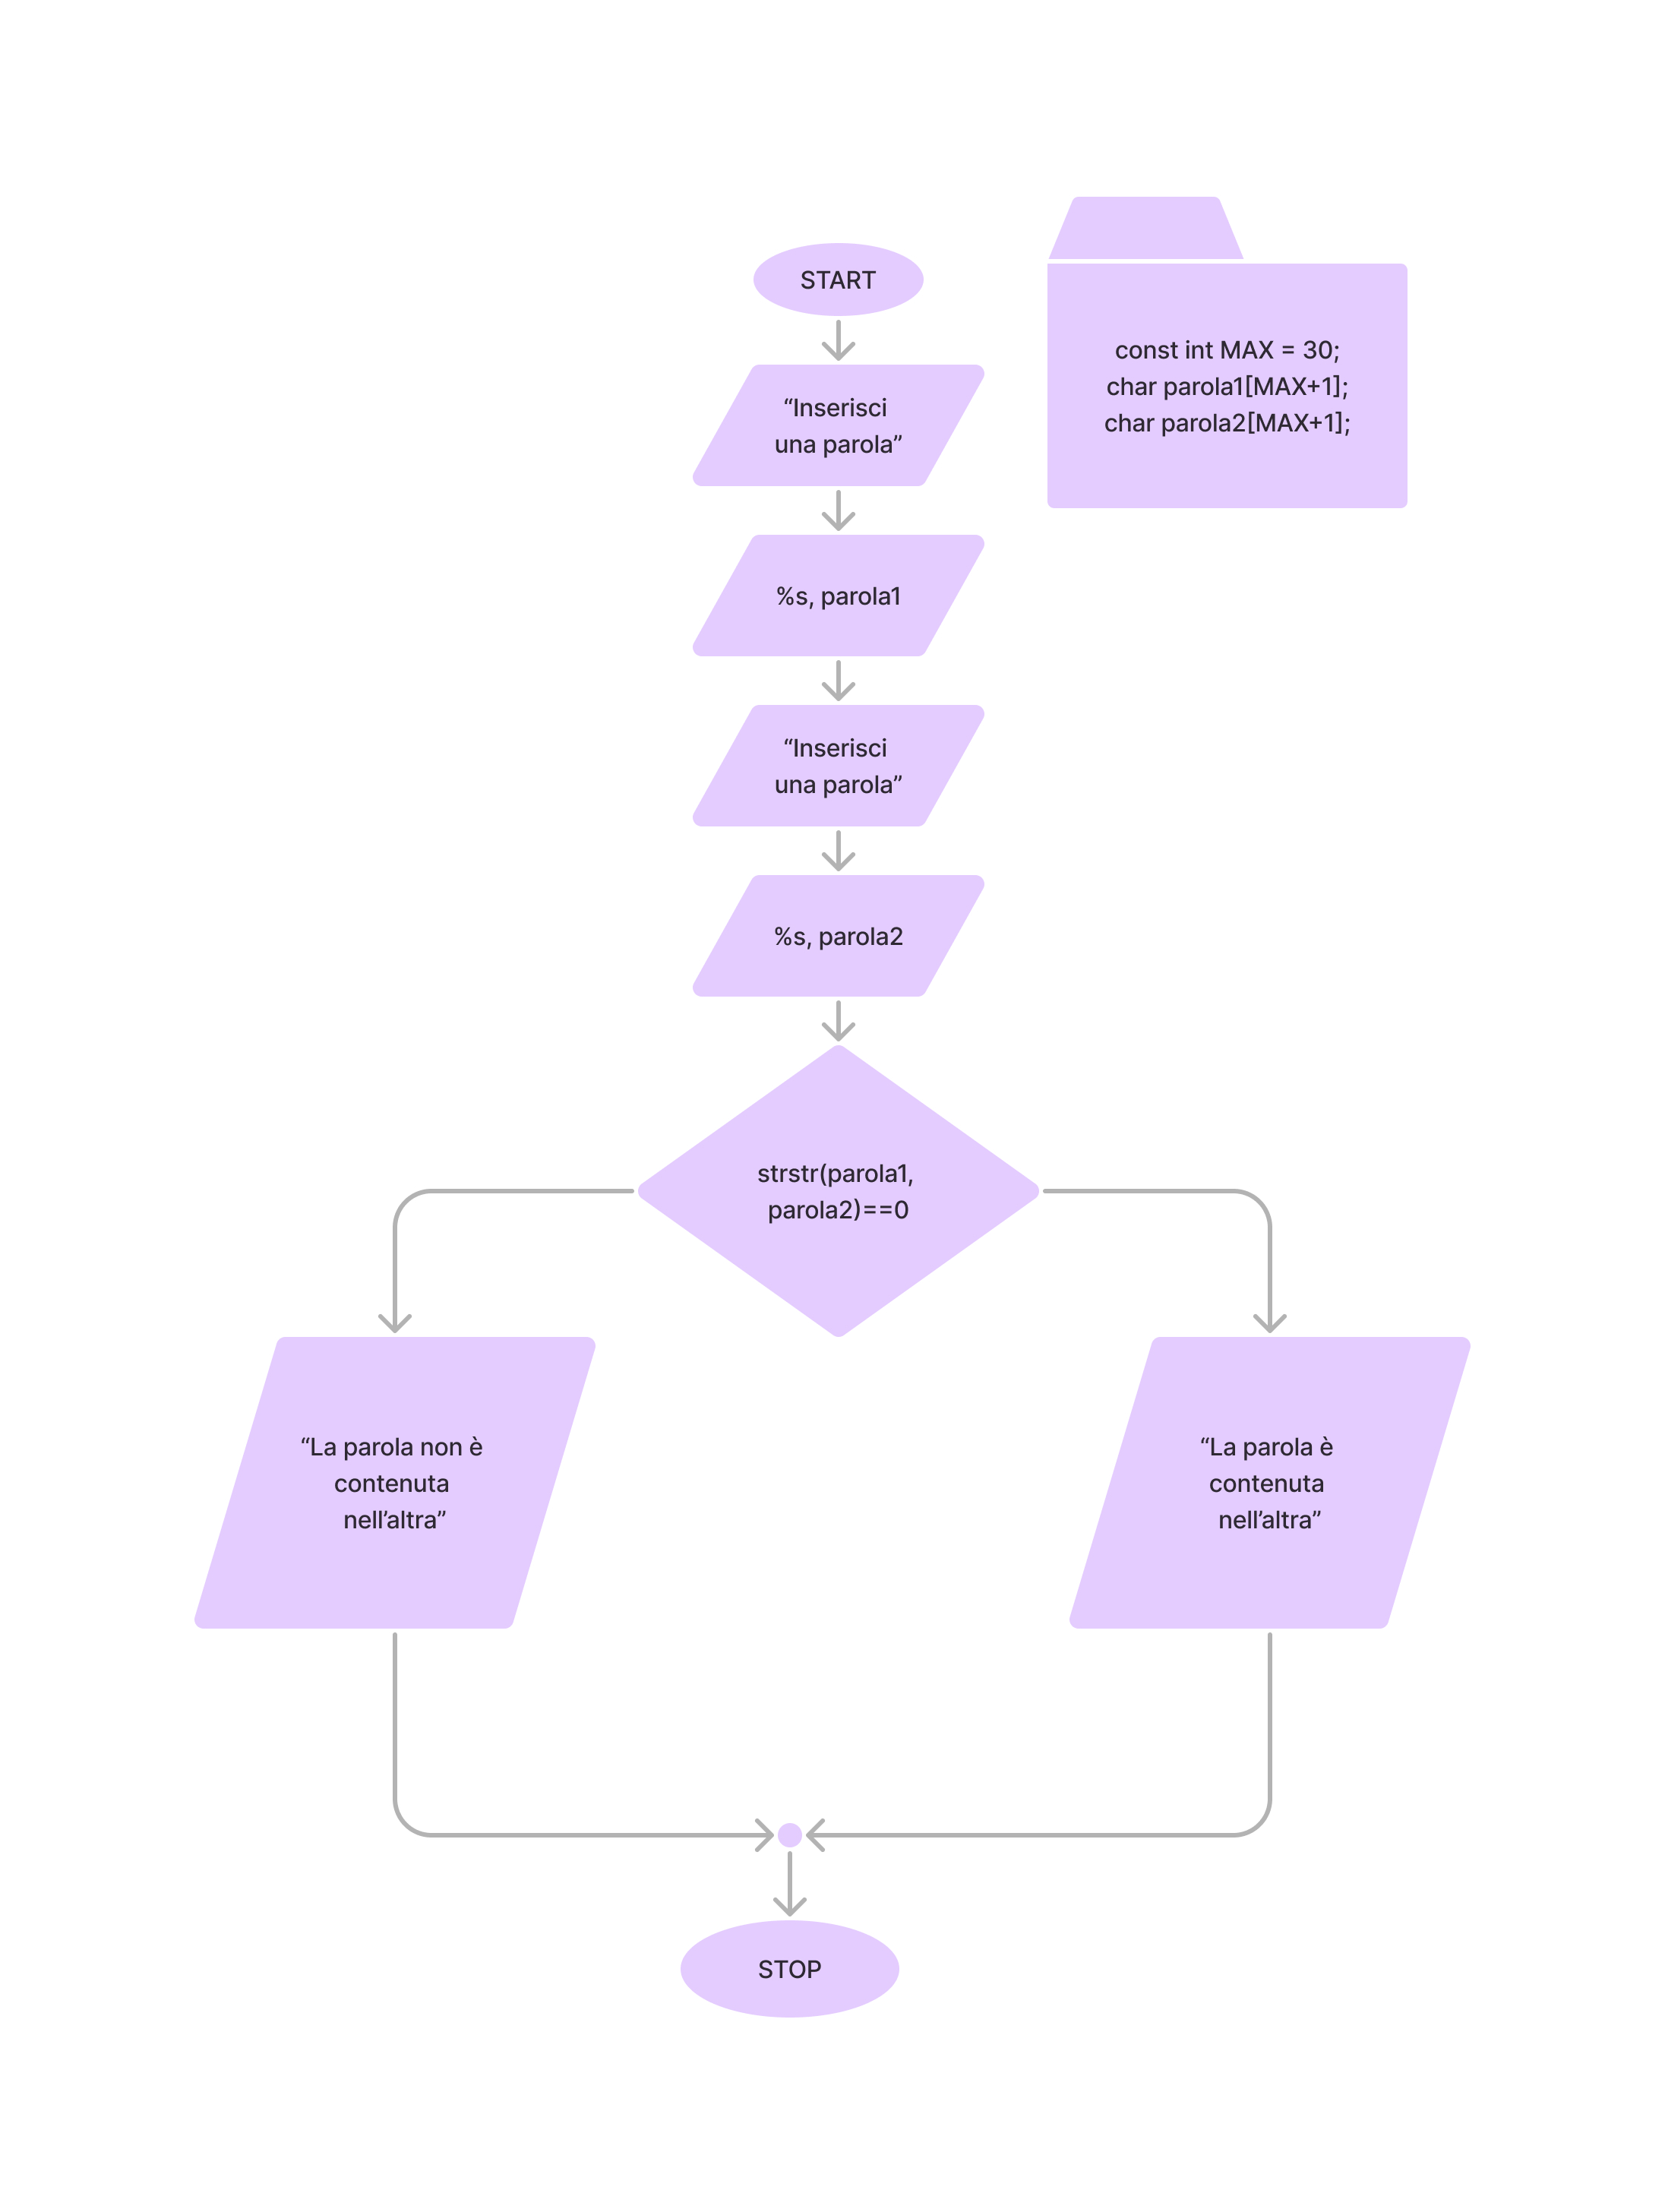 START
const int MAX = 30;
char parola1[MAX+1];
char parola2[MAX+1];
“Inserisci
una parola”
%s, parola1
“Inserisci
una parola”
%s, parola2
strstr(parola1,
parola2)==0
“La parola non è
contenuta
nell’altra”
“La parola è
contenuta
nell’altra”
STOP